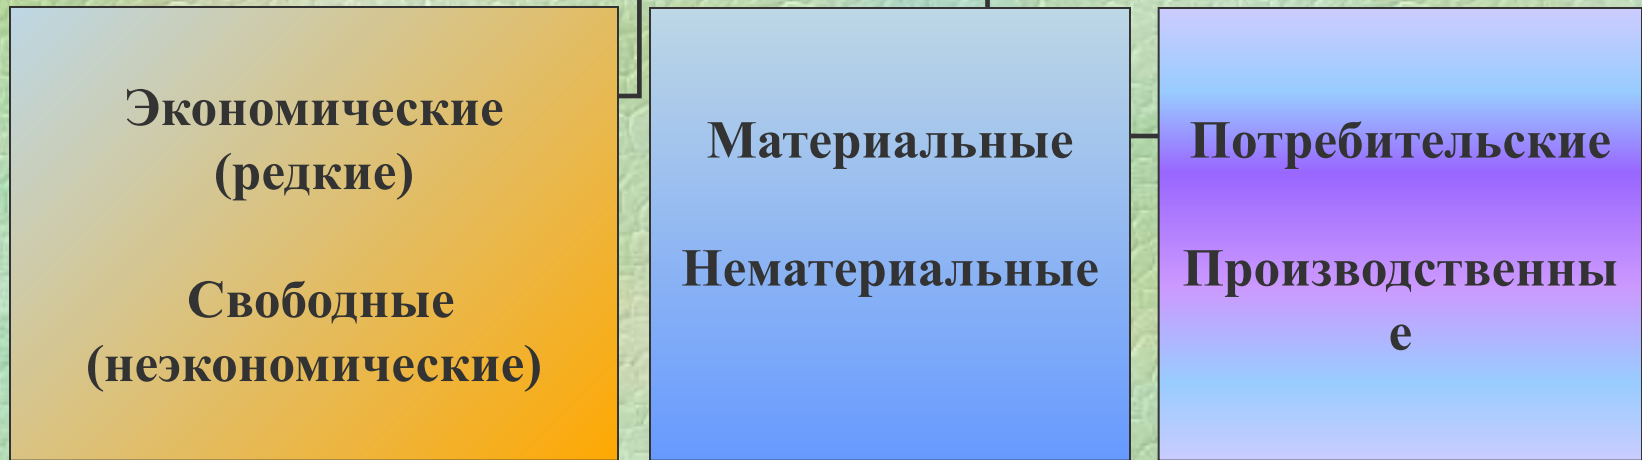 Экономические
(редкие)
Свободные
(неэкономические)
Материальные
Нематериальные
Потребительские
Производственны
е